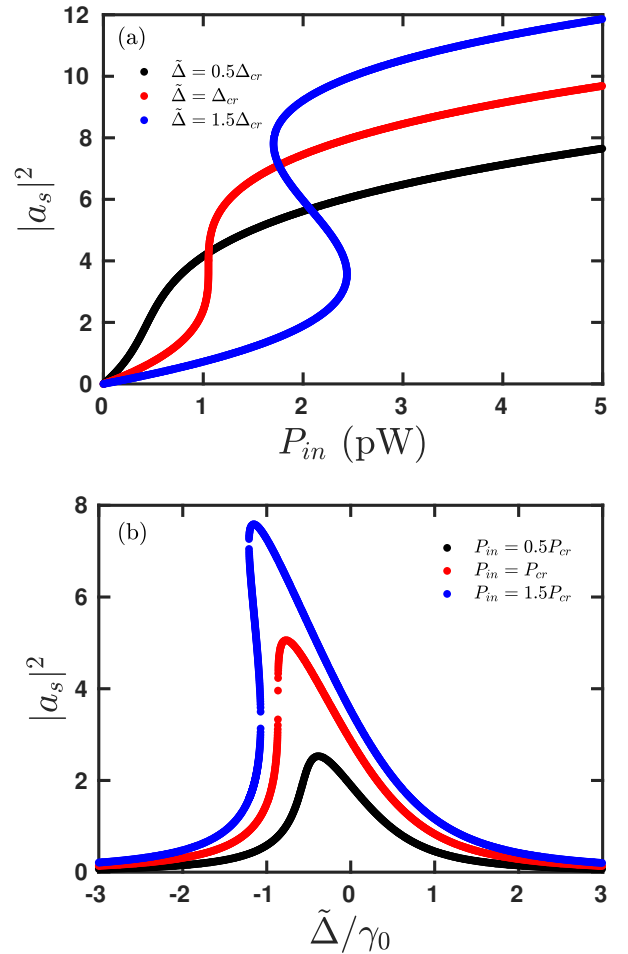 12
(a)
Δ̃ = 0.5Δ_cr
10
Δ̃ = Δ_cr
Δ̃ = 1.5Δ_cr
8
|a_s|²
6
4
2
0
0 1 2 3 4 5
P_in (pW)
8
(b)
P_in = 0.5P_cr
P_in = P_cr
P_in = 1.5P_cr
6
|a_s|²
4
2
0
-3 -2 -1 0 1 2 3
Δ̃/γ₀